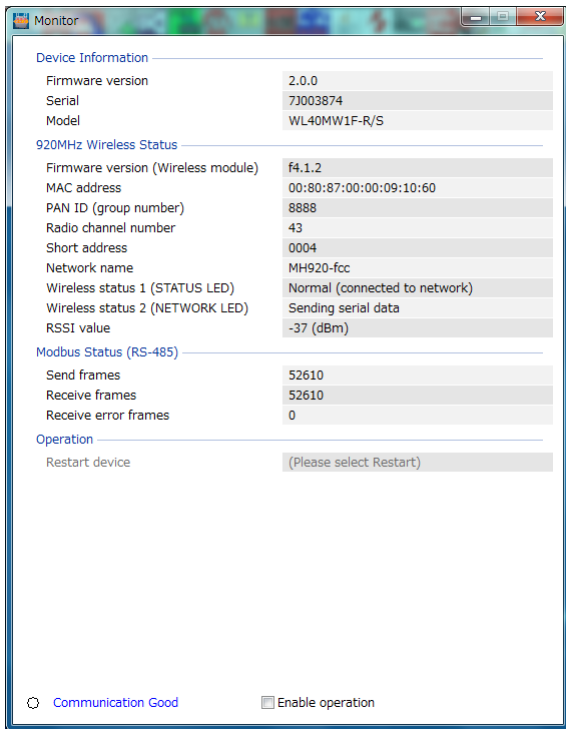 Monitor
Device Information
Firmware version 2.0.0
Serial 7J003874
Model WL40MW1F-R/S
920MHz Wireless Status
Firmware version (Wireless module) f4.1.2
MAC address 00:80:87:00:00:09:10:60
PAN ID (group number) 8888
Radio channel number 43
Short address 0004
Network name MH920-fcc
Wireless status 1 (STATUS LED) Normal (connected to network)
Wireless status 2 (NETWORK LED) Sending serial data
RSSI value -37 (dBm)
Modbus Status (RS-485)
Send frames 52610
Receive frames 52610
Receive error frames 0
Operation
Restart device (Please select Restart)
Communication Good Enable operation